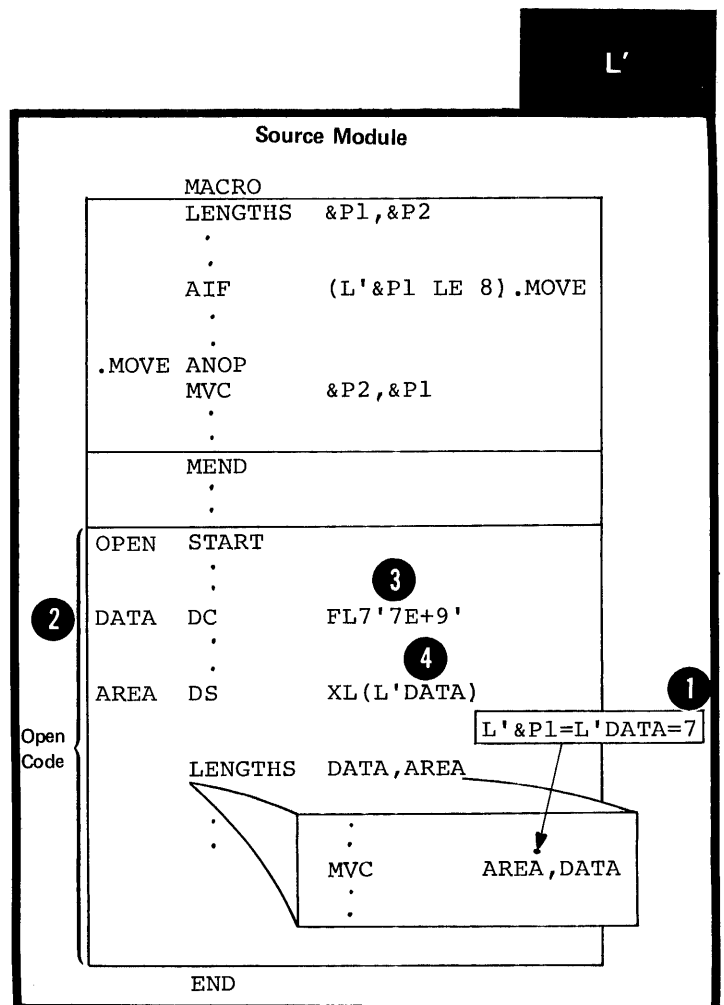 L′
Source Module
MACRO
LENGTHS &P1,&P2
.
.
AIF (L'&P1 LE 8).MOVE
.
.
.MOVE ANOP
MVC &P2,&P1
.
.
MEND
.
.
OPEN START
.
.
3
2 DATA DC FL7'7E+9'
.
.
4
AREA DS XL(L'DATA)
1
L'&P1=L'DATA=7
Open
Code
LENGTHS DATA,AREA
.
.
.
.
MVC AREA,DATA
.
.
END